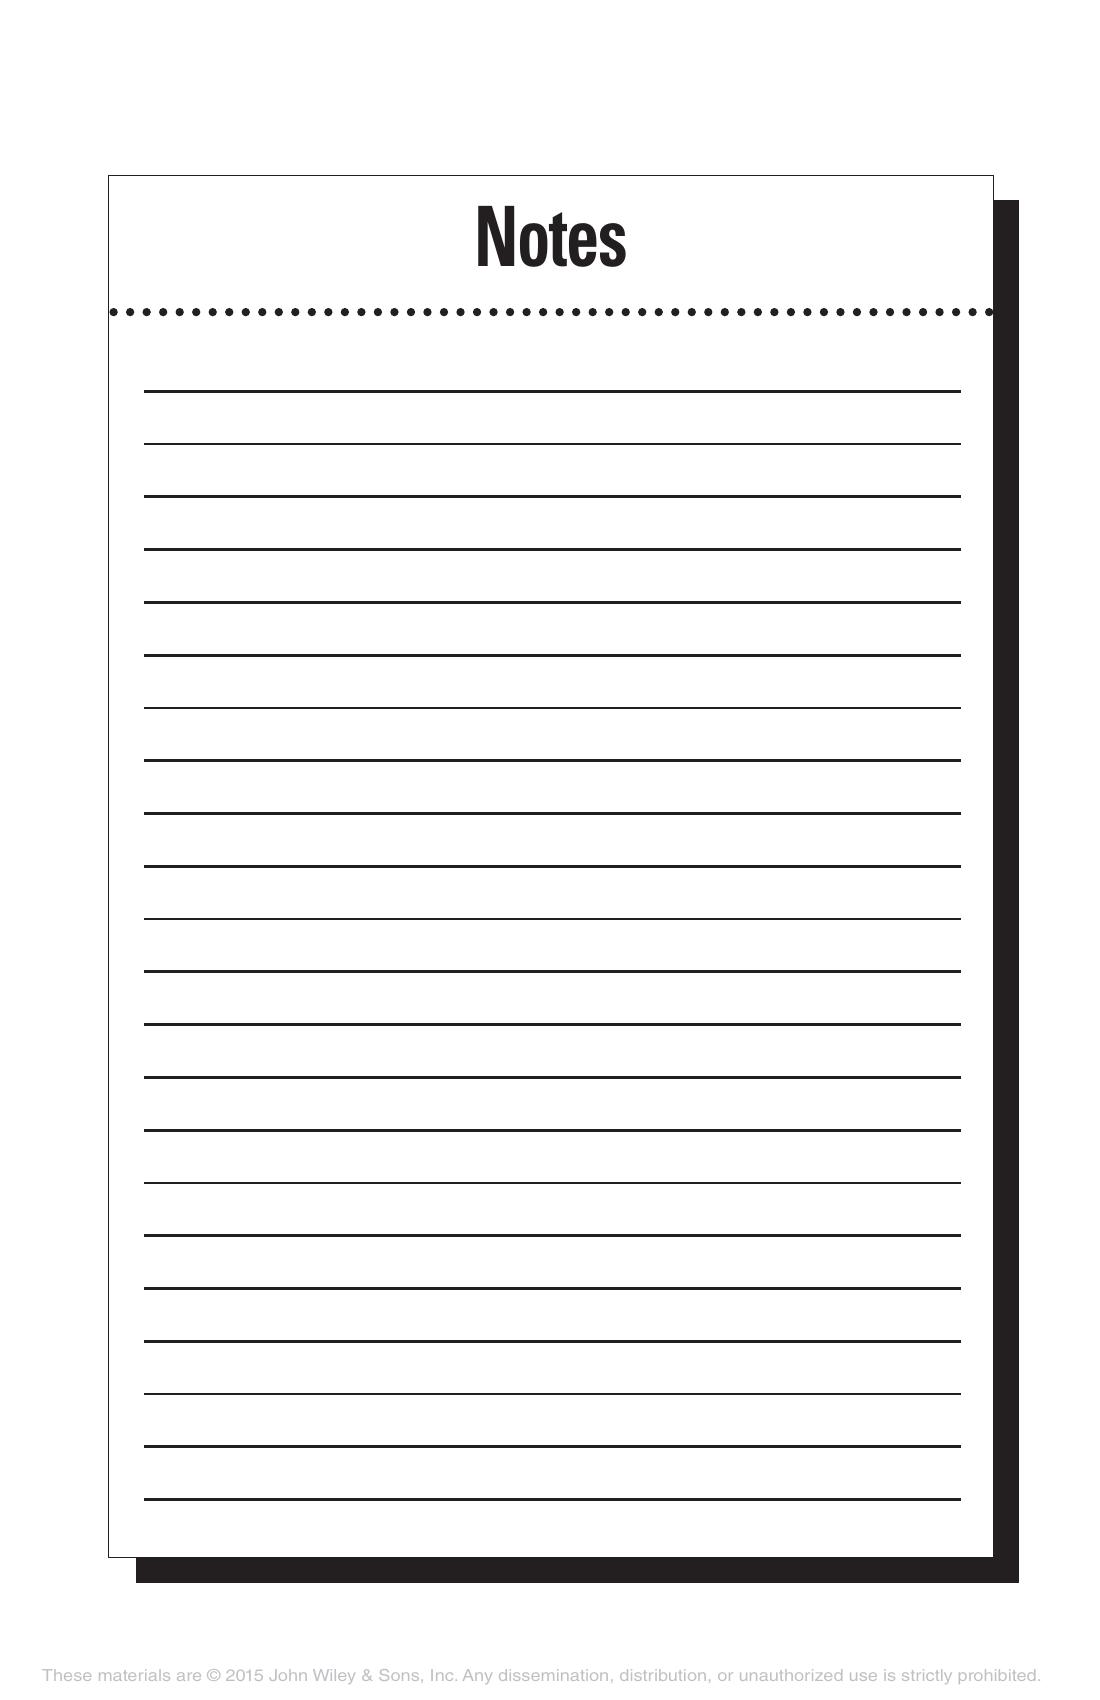 Notes
These materials are © 2015 John Wiley & Sons, Inc. Any dissemination, distribution, or unauthorized use is strictly prohibited.